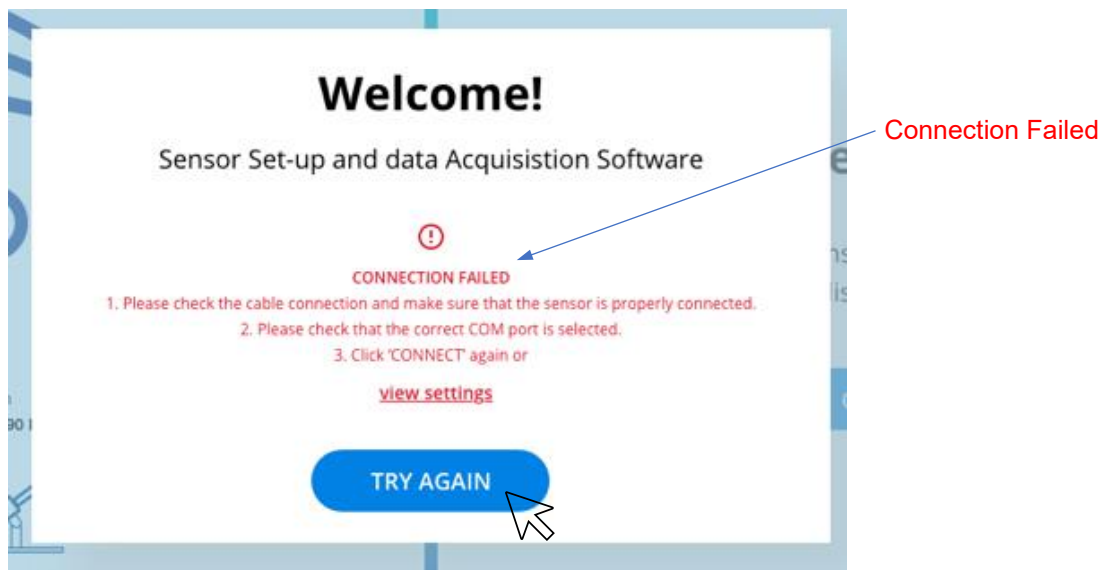 Welcome!
Sensor Set-up and data Acquisistion Software
Connection Failed
CONNECTION FAILED
1. Please check the cable connection and make sure that the sensor is properly connected.
2. Please check that the correct COM port is selected.
3. Click 'CONNECT' again or
view settings
TRY AGAIN